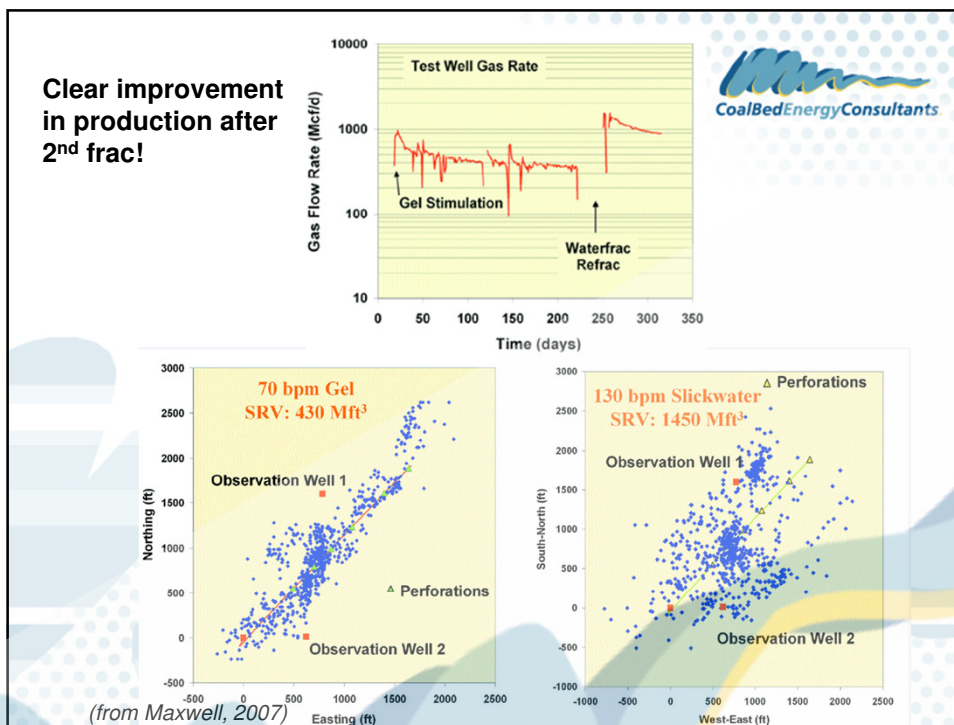 Clear improvement
in production after
2nd frac!
CoalBedEnergyConsultants
Test Well Gas Rate
Gas Flow Rate (Mcf/d)
10000
1000
100
10
Gel Stimulation
Waterfrac
Refrac
0 50 100 150 200 250 300 350
Time (days)
70 bpm Gel
SRV: 430 Mft³
Observation Well 1
Perforations
Observation Well 2
Northing (ft)
3000
2500
2000
1500
1000
500
0
-500
-500 0 500 1000 1500 2000 2500
Easting (ft)
(from Maxwell, 2007)
Perforations
130 bpm Slickwater
SRV: 1450 Mft³
Observation Well 1
Observation Well 2
South-North (ft)
3000
2500
2000
1500
1000
500
0
-500
-1000
-1000 -500 0 500 1000 1500 2000 2500
West-East (ft)